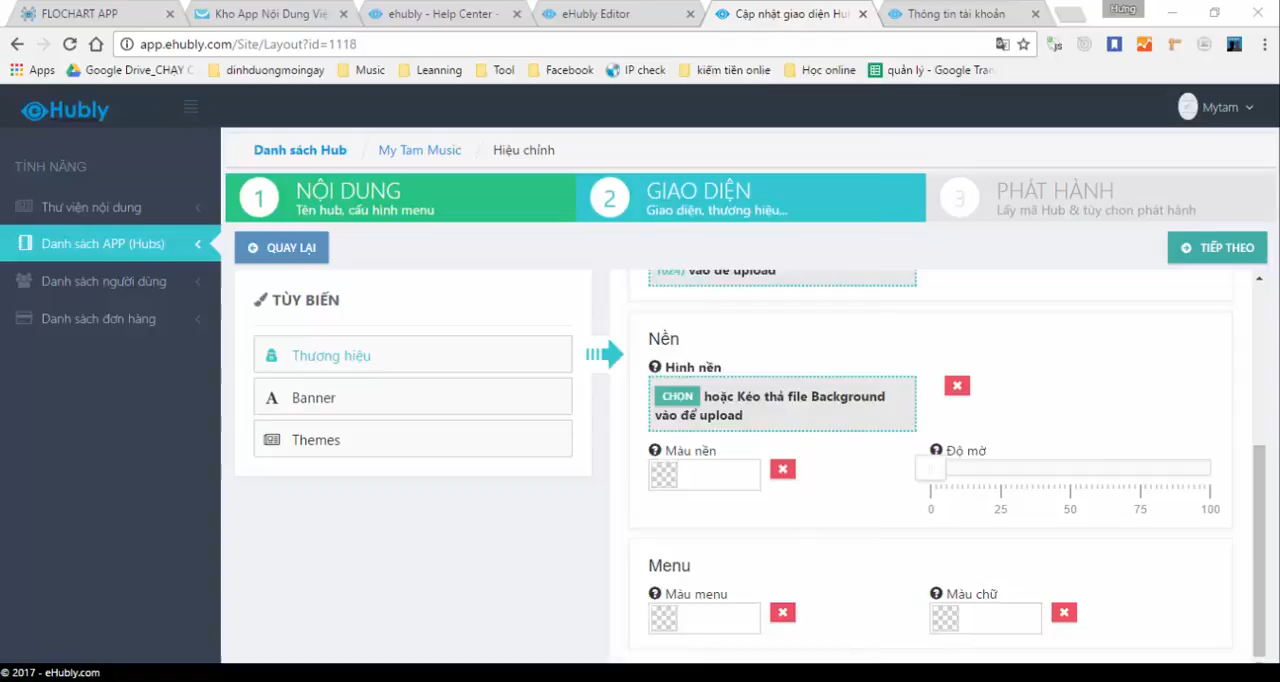 FLOCHART APP
Kho App Nội Dung Việ
ehubly - Help Center -
eHubly Editor
Cập nhật giao diện Hu
Thông tin tài khoản
Hưng
app.ehubly.com/Site/Layout?id=1118
Apps
Google Drive_CHẠY C
dinhduongmoingay
Music
Leanning
Tool
Facebook
IP check
kiếm tiền onlie
Học online
quản lý - Google Tran
eHubly
Mytam
TÍNH NĂNG
Thư viện nội dung
Danh sách APP (Hubs)
Danh sách người dùng
Danh sách đơn hàng
Danh sách Hub / My Tam Music / Hiệu chỉnh
1 NỘI DUNG
Tên hub, cấu hình menu
2 GIAO DIỆN
Giao diện, thương hiệu...
3 PHÁT HÀNH
Lấy mã Hub & tùy chọn phát hành
QUAY LẠI
TIẾP THEO
TÙY BIẾN
Thương hiệu
Banner
Themes
1024) vào để upload
Nền
Hình nền
CHỌN hoặc Kéo thả file Background
vào để upload
Màu nền
Độ mờ
0 25 50 75 100
Menu
Màu menu
Màu chữ
© 2017 - eHubly.com